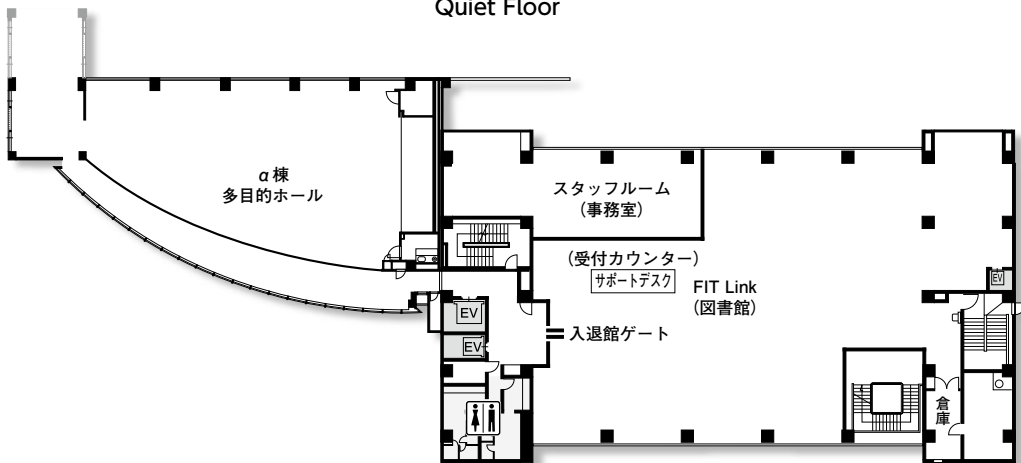 Quiet Floor
α棟
多目的ホール
スタッフルーム
(事務室)
(受付カウンター)
サポートデスク
FIT Link
(図書館)
EV
EV
EV
入退館ゲート
倉庫